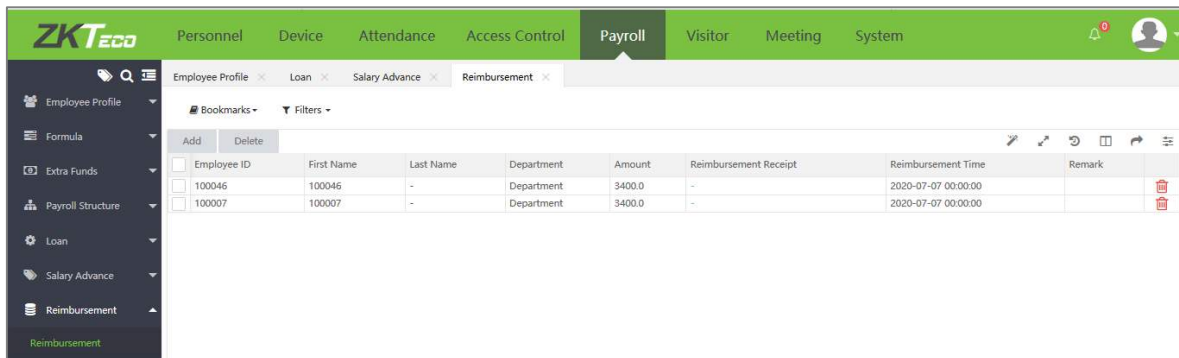 ZKTeco Personnel Device Attendance Access Control Payroll Visitor Meeting System 0
Employee Profile Loan Salary Advance Reimbursement
Employee Profile
Bookmarks Filters
Formula
Add Delete
Employee ID First Name Last Name Department Amount Reimbursement Receipt Reimbursement Time Remark
Extra Funds
100046 100046 - Department 3400.0 - 2020-07-07 00:00:00
100007 100007 - Department 3400.0 - 2020-07-07 00:00:00
Payroll Structure
Loan
Salary Advance
Reimbursement
Reimbursement